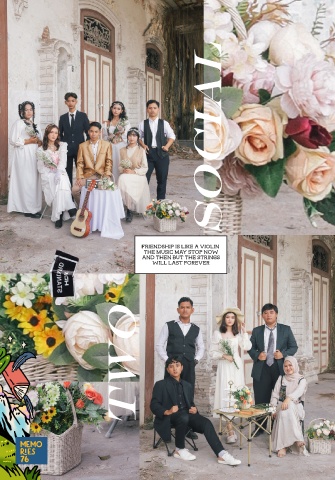 SOCIAL
FRIENDSHIP IS LIKE A VIOLIN
THE MUSIC MAY STOP NOW
AND THEN BUT THE STRINGS
WILL LAST FOREVER
TWO
MEMO
RIES
76